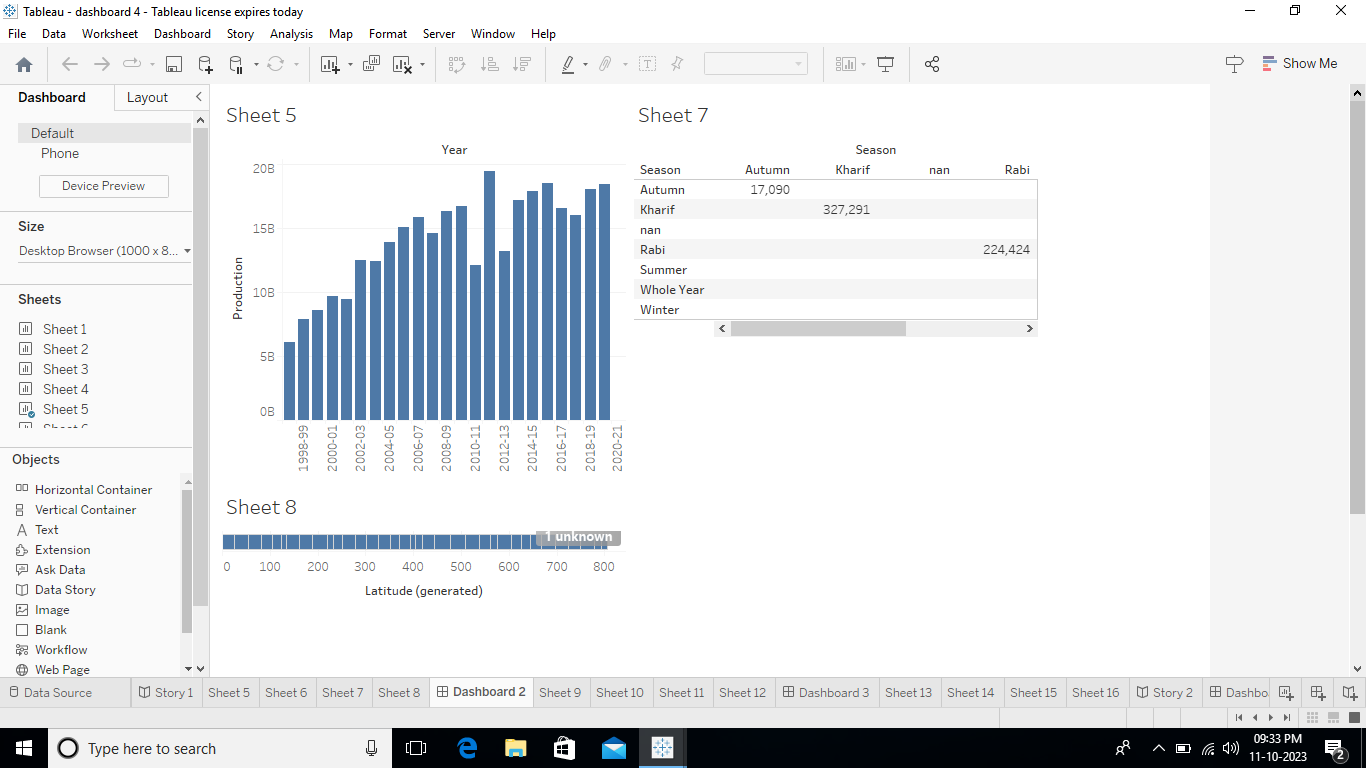 Tableau - dashboard 4 - Tableau license expires today
File Data Worksheet Dashboard Story Analysis Map Format Server Window Help
Show Me
Dashboard Layout
Default
Phone
Device Preview
Size
Desktop Browser (1000 x 8...
Sheets
Sheet 1
Sheet 2
Sheet 3
Sheet 4
Sheet 5
Objects
Horizontal Container
Vertical Container
Text
Extension
Ask Data
Data Story
Image
Blank
Workflow
Web Page
Sheet 5
Year
Production
20B
15B
10B
5B
0B
1998-99 2000-01 2002-03 2004-05 2006-07 2008-09 2010-11 2012-13 2014-15 2016-17 2018-19 2020-21
Sheet 7
Season
Season Autumn Kharif nan Rabi
Autumn 17,090
Kharif 327,291
nan
Rabi 224,424
Summer
Whole Year
Winter
Sheet 8
1 unknown
0 100 200 300 400 500 600 700 800
Latitude (generated)
Data Source Story 1 Sheet 5 Sheet 6 Sheet 7 Sheet 8 Dashboard 2 Sheet 9 Sheet 10 Sheet 11 Sheet 12 Dashboard 3 Sheet 13 Sheet 14 Sheet 15 Sheet 16 Story 2 Dashbo
Type here to search
09:33 PM
11-10-2023
2